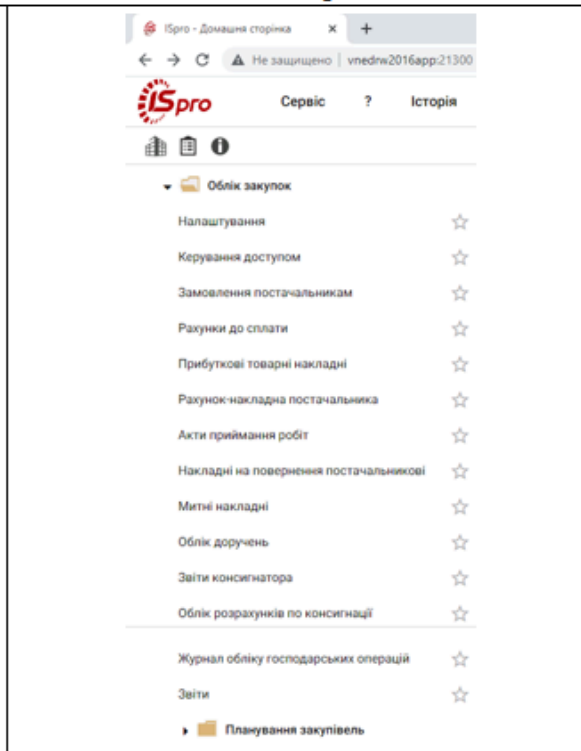 ISpro - Домашня сторінка × +
Не защищено | vnedrw2016app:21300
ISpro Сервіс ? Історія
Облік закупок
Налаштування
Керування доступом
Замовлення постачальникам
Рахунки до сплати
Прибуткові товарні накладні
Рахунок-накладна постачальника
Акти приймання робіт
Накладні на повернення постачальникові
Митні накладні
Облік доручень
Звіти консигнатора
Облік розрахунків по консигнації
Журнал обліку господарських операцій
Звіти
Планування закупівель